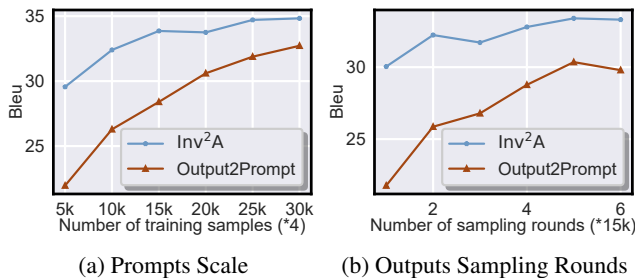 35
30
25
Bleu
Inv²A
Output2Prompt
5k 10k 15k 20k 25k 30k
Number of training samples (*4)
(a) Prompts Scale
30
25
Bleu
Inv²A
Output2Prompt
2 4 6
Number of sampling rounds (*15k)
(b) Outputs Sampling Rounds